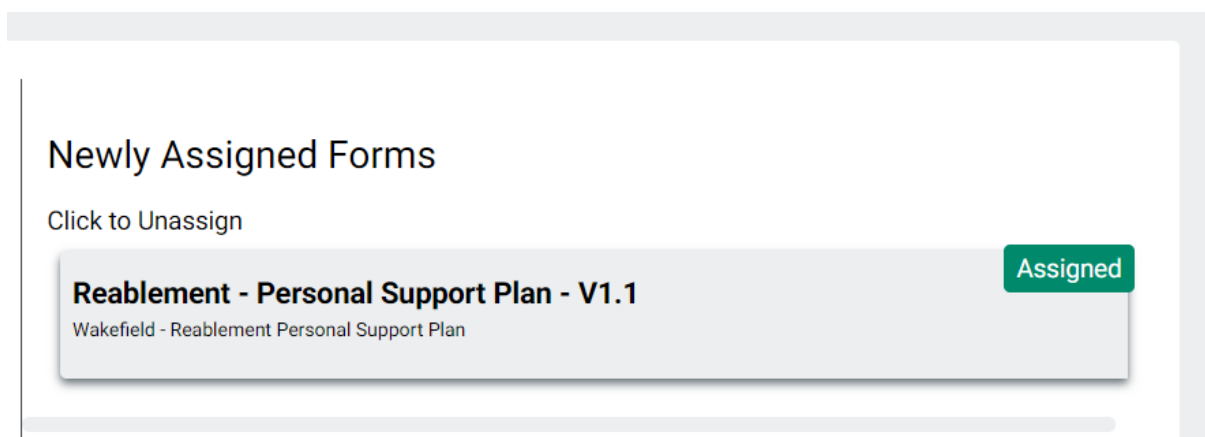 Newly Assigned Forms
Click to Unassign
Assigned
Reablement - Personal Support Plan - V1.1
Wakefield - Reablement Personal Support Plan